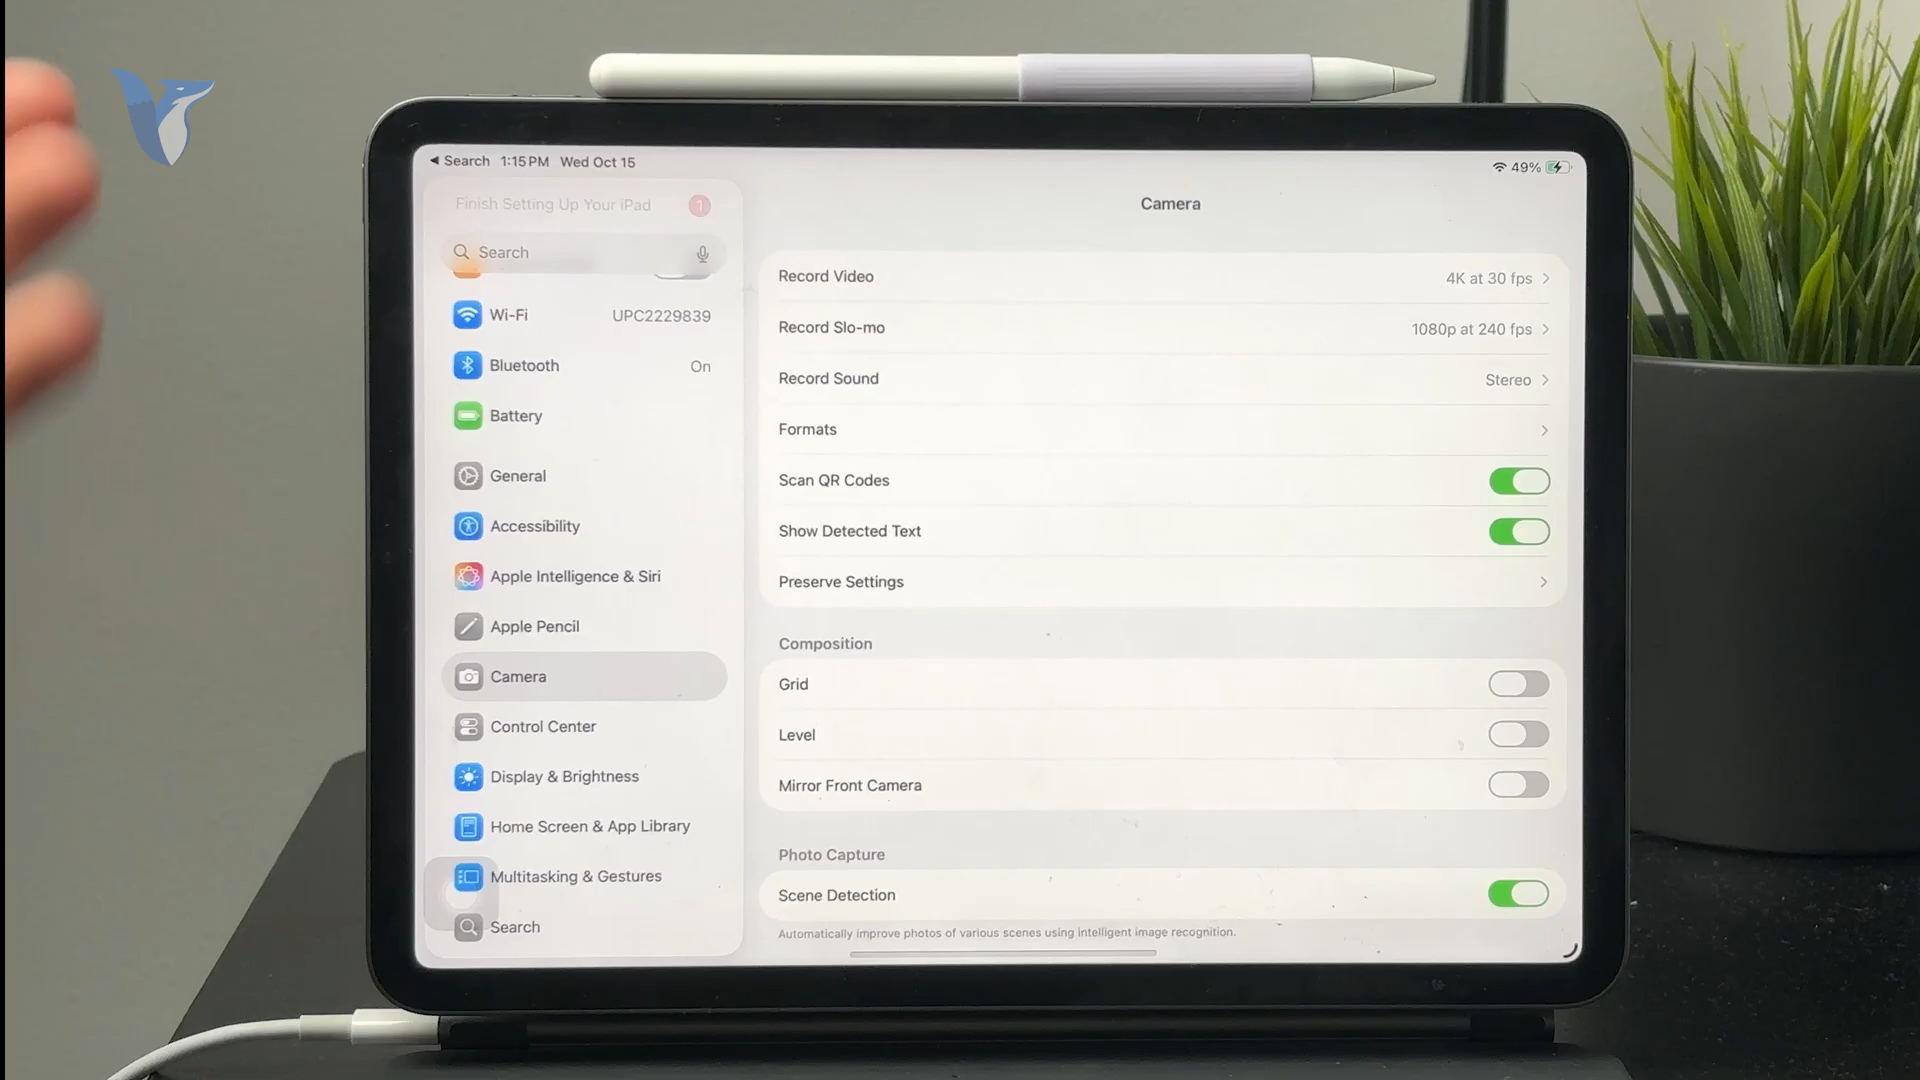 ◀ Search 1:15 PM Wed Oct 15
49%
Finish Setting Up Your iPad 1
Search
Wi-Fi UPC2229839
Bluetooth On
Battery
General
Accessibility
Apple Intelligence & Siri
Apple Pencil
Camera
Control Center
Display & Brightness
Home Screen & App Library
Multitasking & Gestures
Search
Camera
Record Video 4K at 30 fps
Record Slo-mo 1080p at 240 fps
Record Sound Stereo
Formats
Scan QR Codes
Show Detected Text
Preserve Settings
Composition
Grid
Level
Mirror Front Camera
Photo Capture
Scene Detection
Automatically improve photos of various scenes using intelligent image recognition.